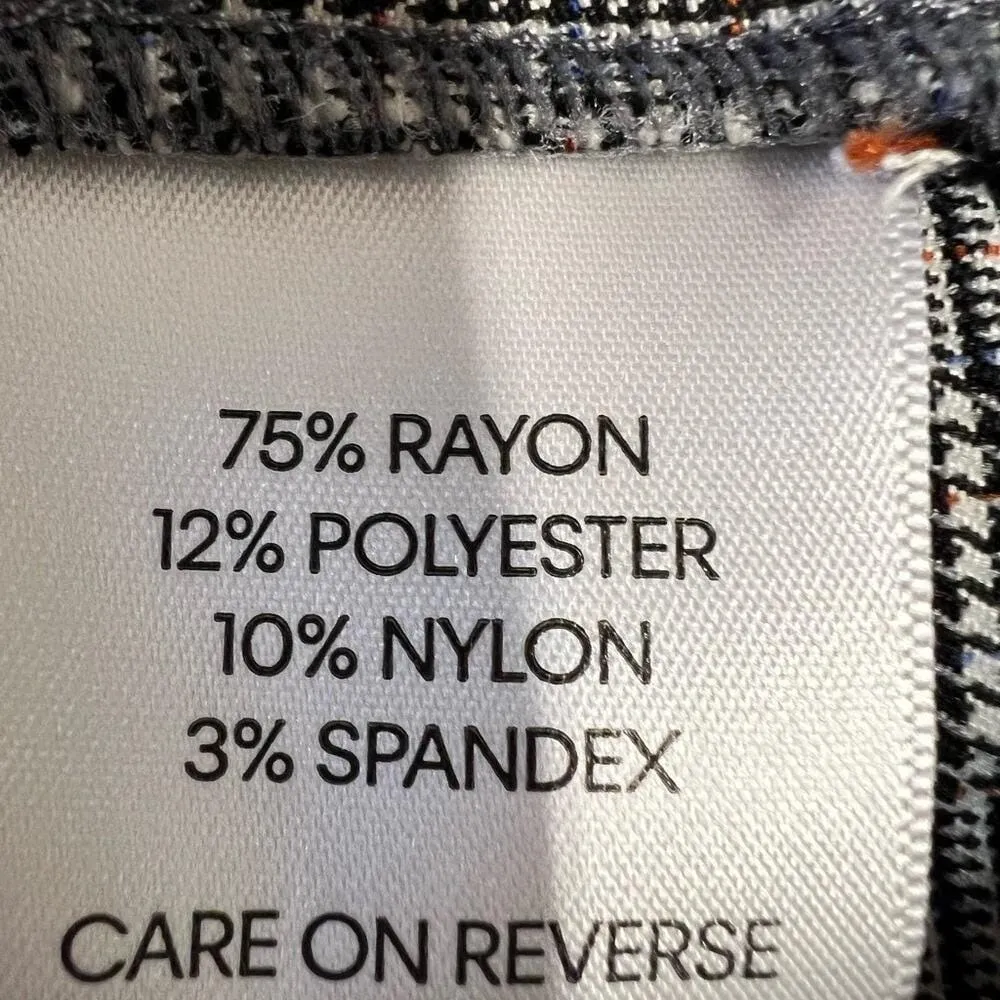 75% RAYON
12% POLYESTER
10% NYLON
3% SPANDEX
CARE ON REVERSE